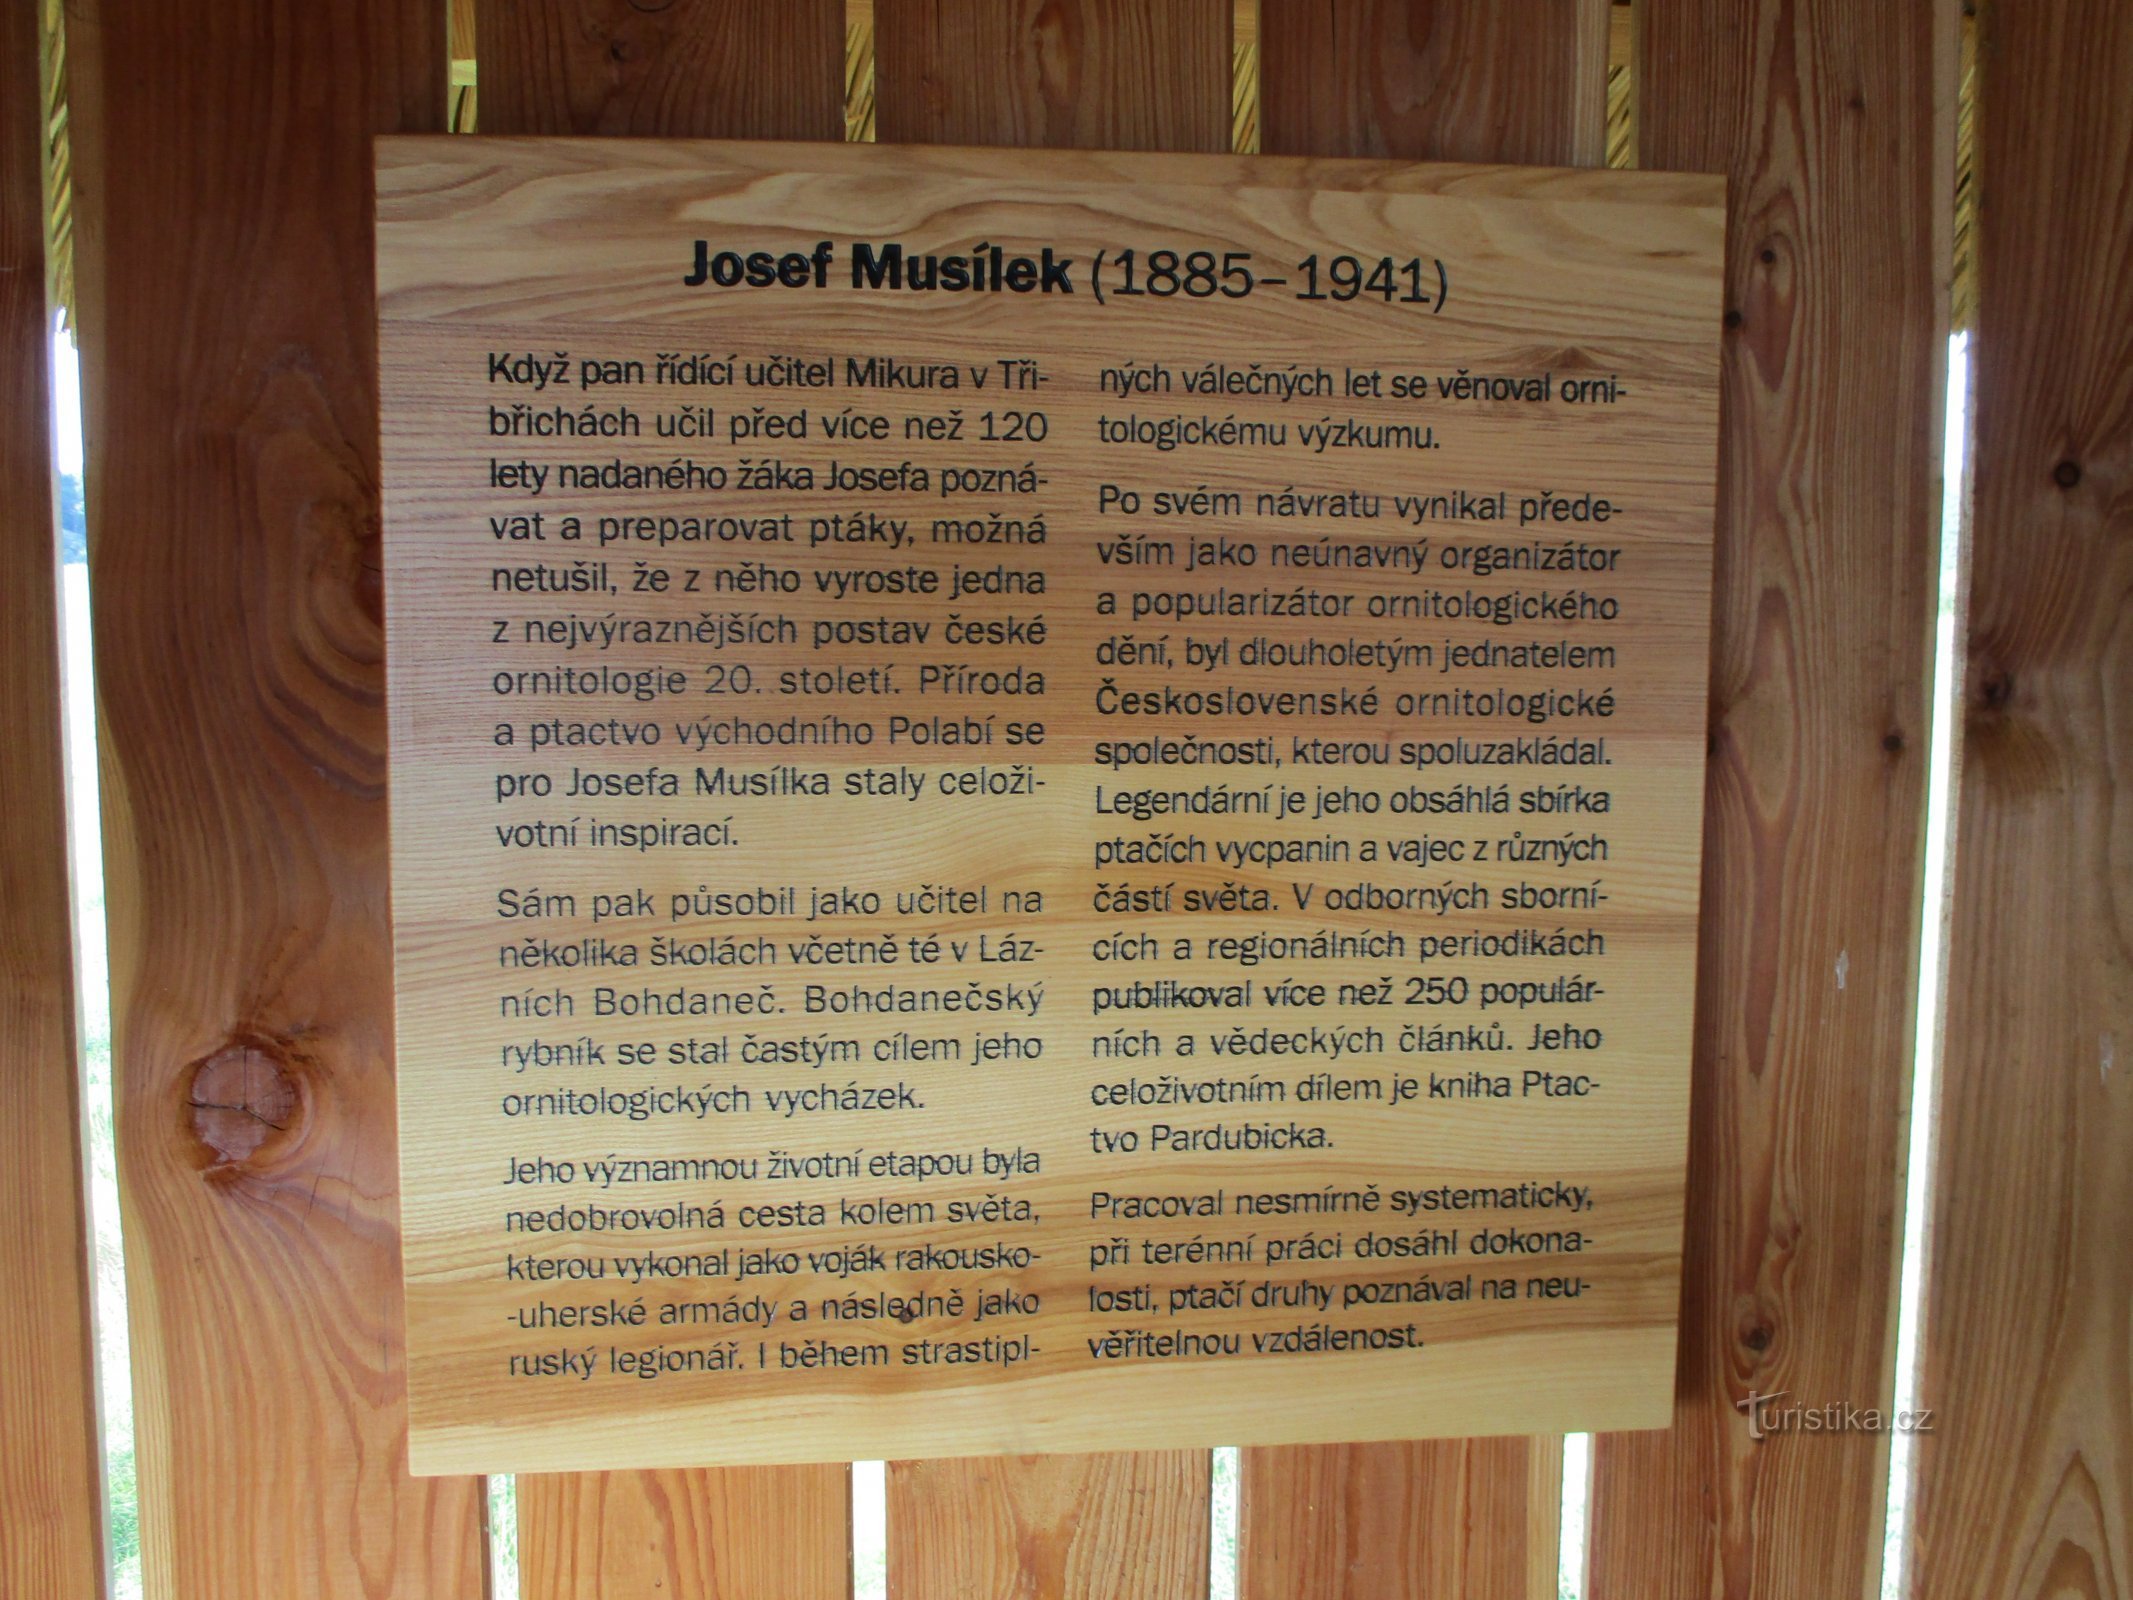 Josef Musílek (1885–1941)
Když pan řídící učitel Mikura v Tři-
břichách učil před více než 120
lety nadaného žáka Josefa pozná-
vat a preparovat ptáky, možná
netušil, že z něho vyroste jedna
z nejvýraznějších postav české
ornitologie 20. století. Příroda
a ptactvo východního Polabí se
pro Josefa Musílka staly celoži-
votní inspirací.
Sám pak působil jako učitel na
několika školách včetně té v Láz-
ních Bohdaneč. Bohdanečský
rybník se stal častým cílem jeho
ornitologických vycházek.
Jeho významnou životní etapou byla
nedobrovolná cesta kolem světa,
kterou vykonal jako voják rakousko-
-uherské armády a následně jako
ruský legionář. I během strastipl-
ných válečných let se věnoval orni-
tologickému výzkumu.
Po svém návratu vynikal přede-
vším jako neúnavný organizátor
a popularizátor ornitologického
dění, byl dlouholetým jednatelem
Československé ornitologické
společnosti, kterou spoluzakládal.
Legendární je jeho obsáhlá sbírka
ptačích vycpanin a vajec z různých
částí světa. V odborných sborní-
cích a regionálních periodikách
publikoval více než 250 populár-
ních a vědeckých článků. Jeho
celoživotním dílem je kniha Ptac-
tvo Pardubicka.
Pracoval nesmírně systematicky,
při terénní práci dosáhl dokona-
losti, ptačí druhy poznával na neu-
věřitelnou vzdálenost.
Turistika.cz